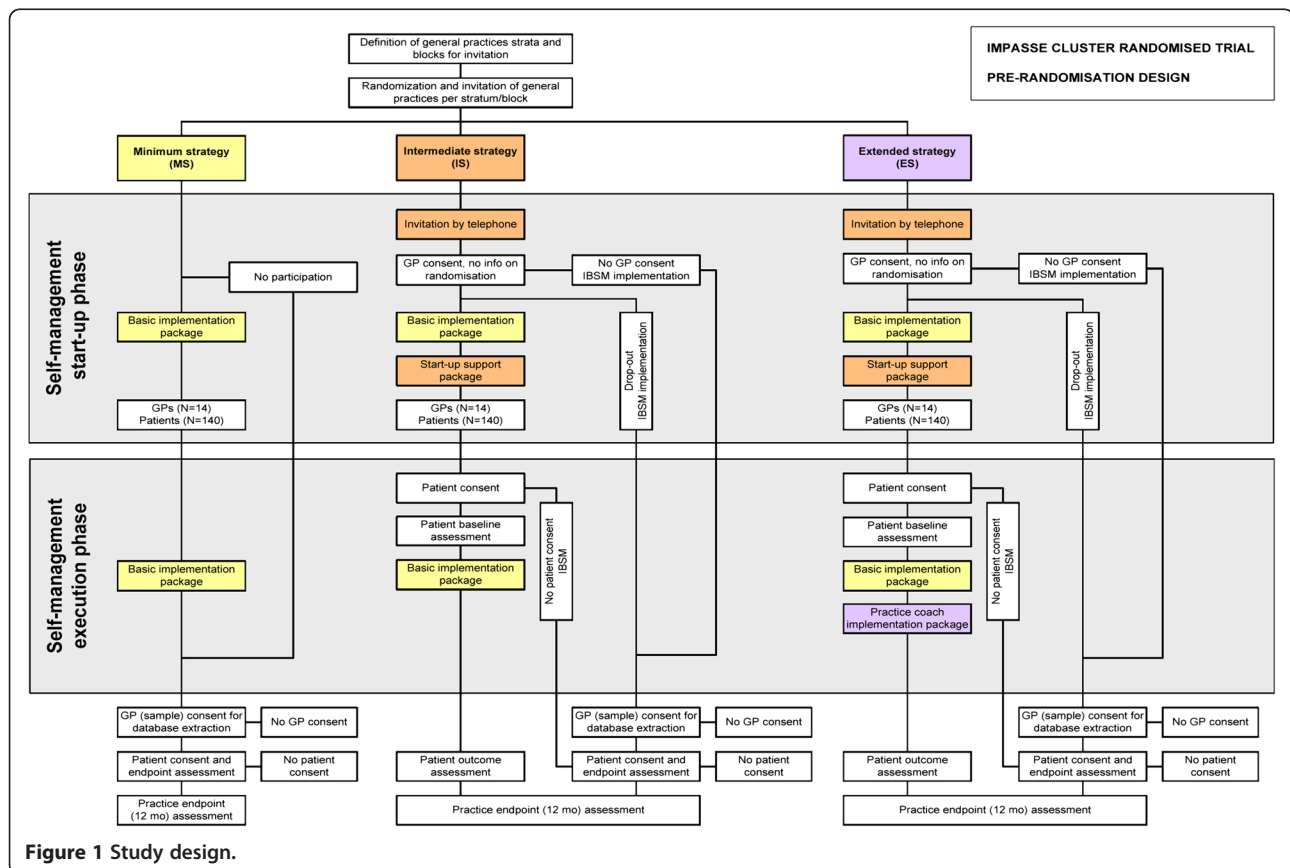 Definition of general practices strata and
blocks for invitation
IMPASSE CLUSTER RANDOMISED TRIAL
PRE-RANDOMISATION DESIGN
Randomization and invitation of general
practices per stratum/block
Minimum strategy
(MS)
Intermediate strategy
(IS)
Extended strategy
(ES)
Self-management
start-up phase
No participation
Basic implementation
package
GPs (N=14)
Patients (N=140)
Invitation by telephone
GP consent, no info on
randomisation
No GP consent
IBSM implementation
Basic implementation
package
Start-up support
package
Drop-out
IBSM implementation
GPs (N=14)
Patients (N=140)
Invitation by telephone
GP consent, no info on
randomisation
No GP consent
IBSM implementation
Basic implementation
package
Start-up support
package
Drop-out
IBSM implementation
GPs (N=14)
Patients (N=140)
Self-management
execution phase
Basic implementation
package
Patient consent
Patient baseline
assessment
Basic implementation
package
No patient consent
IBSM
Patient consent
Patient baseline
assessment
Basic implementation
package
Practice coach
implementation package
No patient consent
IBSM
GP (sample) consent for
database extraction
No GP consent
Patient consent and
endpoint assessment
No patient
consent
Practice endpoint
(12 mo) assessment
GP (sample) consent for
database extraction
No GP consent
Patient outcome
assessment
Patient consent and
endpoint assessment
No patient
consent
Practice endpoint (12 mo) assessment
GP (sample) consent for
database extraction
No GP consent
Patient outcome
assessment
Patient consent and
endpoint assessment
No patient
consent
Practice endpoint (12 mo) assessment
Figure 1 Study design.